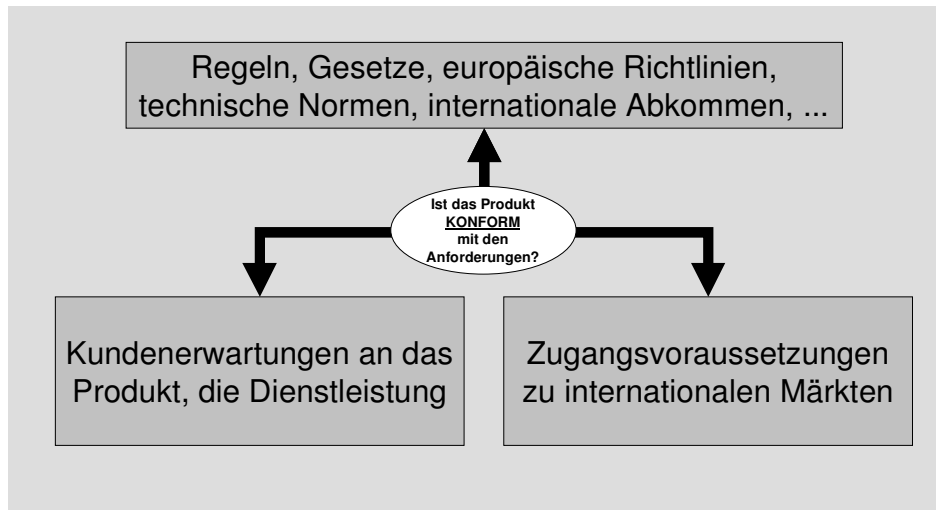 Regeln, Gesetze, europäische Richtlinien,
technische Normen, internationale Abkommen, ...
Ist das Produkt
KONFORM
mit den
Anforderungen?
Kundenerwartungen an das
Produkt, die Dienstleistung
Zugangsvoraussetzungen
zu internationalen Märkten